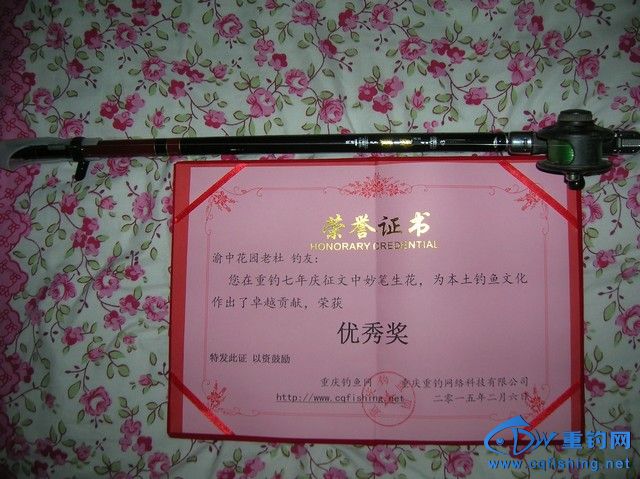 荣誉证书
HONORARY CREDENTIAL
渝中花园老杜 钓友:
您在重钓七年庆征文中妙笔生花，为本土钓鱼文化
作出了卓越贡献，荣获
优秀奖
特发此证 以资鼓励
重庆钓鱼网 重庆重钓网络科技有限公司
http://www.cqfishing.net 二零一五年二月六日
重钓网
www.cqfishing.net